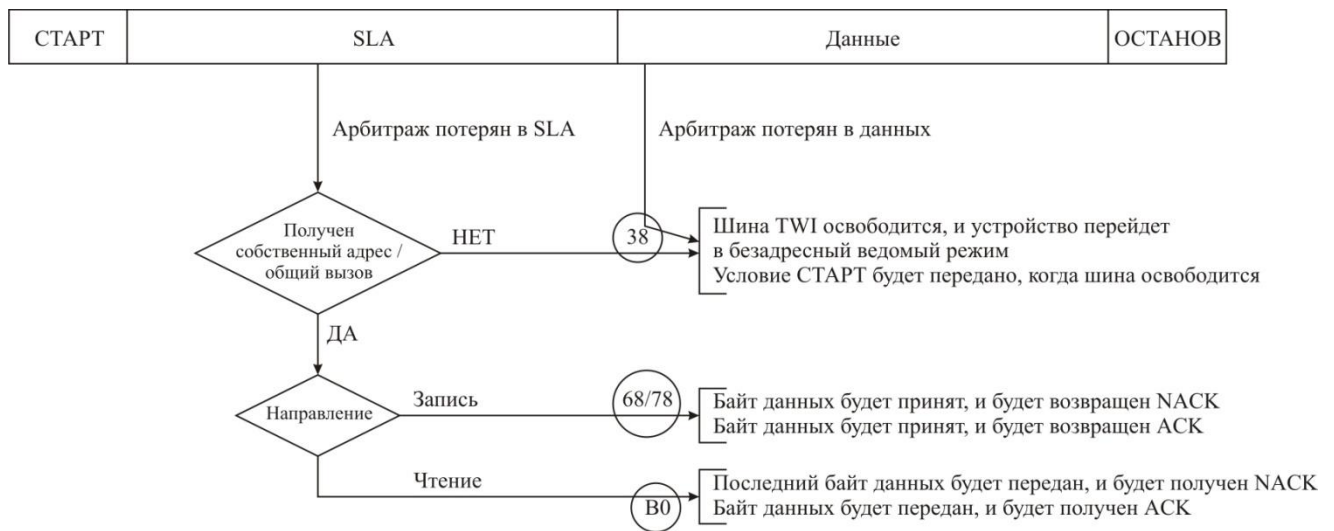 СТАРТ SLA Данные ОСТАНОВ
Арбитраж потерян в SLA Арбитраж потерян в данных
Получен
собственный адрес /
общий вызов
НЕТ
38
Шина TWI освободится, и устройство перейдет
в безадресный ведомый режим
Условие СТАРТ будет передано, когда шина освободится
ДА
Направление
Запись
68/78
Байт данных будет принят, и будет возвращен NACK
Байт данных будет принят, и будет возвращен ACK
Чтение
B0
Последний байт данных будет передан, и будет получен NACK
Байт данных будет передан, и будет получен ACK